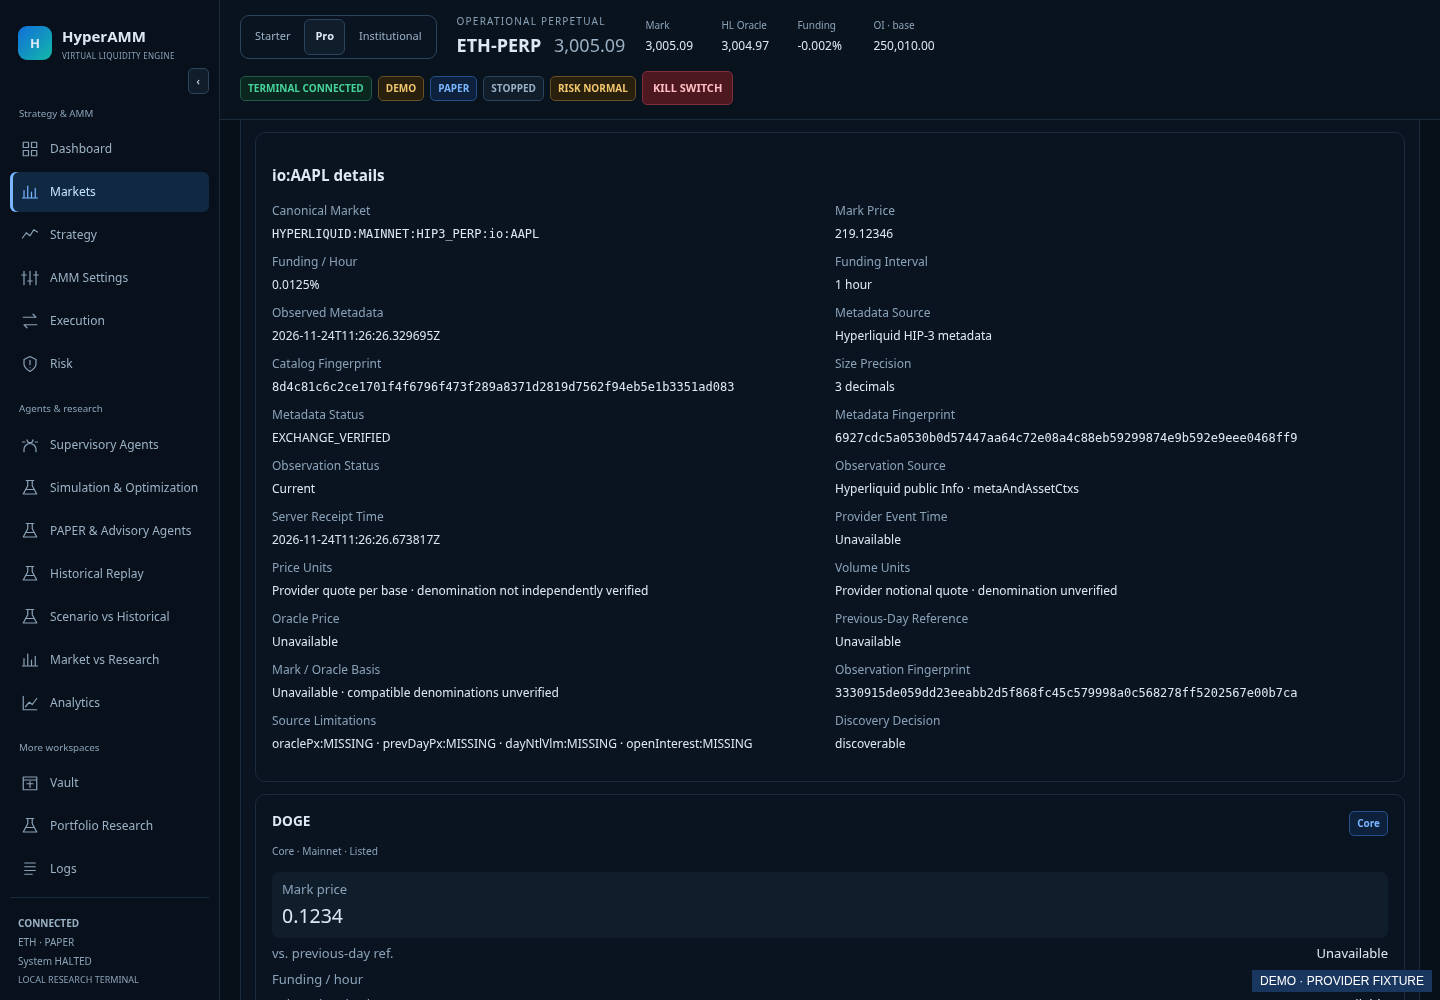 H
HyperAMM
VIRTUAL LIQUIDITY ENGINE
‹
Strategy & AMM
Dashboard
Markets
Strategy
AMM Settings
Execution
Risk
Agents & research
Supervisory Agents
Simulation & Optimization
PAPER & Advisory Agents
Historical Replay
Scenario vs Historical
Market vs Research
Analytics
More workspaces
Vault
Portfolio Research
Logs
CONNECTED
ETH · PAPER
System HALTED
LOCAL RESEARCH TERMINAL
Starter Pro Institutional
OPERATIONAL PERPETUAL
ETH-PERP 3,005.09
Mark
3,005.09
HL Oracle
3,004.97
Funding
-0.002%
OI · base
250,010.00
TERMINAL CONNECTED DEMO PAPER STOPPED RISK NORMAL KILL SWITCH
io:AAPL details
Canonical Market
HYPERLIQUID:MAINNET:HIP3_PERP:io:AAPL
Mark Price
219.12346
Funding / Hour
0.0125%
Funding Interval
1 hour
Observed Metadata
2026-11-24T11:26:26.329695Z
Metadata Source
Hyperliquid HIP-3 metadata
Catalog Fingerprint
8d4c81c6c2ce1701f4f6796f473f289a8371d2819d7562f94eb5e1b3351ad083
Size Precision
3 decimals
Metadata Status
EXCHANGE_VERIFIED
Metadata Fingerprint
6927cdc5a0530b0d57447aa64c72e08a4c88eb59299874e9b592e9eee0468ff9
Observation Status
Current
Observation Source
Hyperliquid public Info · metaAndAssetCtxs
Server Receipt Time
2026-11-24T11:26:26.673817Z
Provider Event Time
Unavailable
Price Units
Provider quote per base · denomination not independently verified
Volume Units
Provider notional quote · denomination unverified
Oracle Price
Unavailable
Previous-Day Reference
Unavailable
Mark / Oracle Basis
Unavailable · compatible denominations unverified
Observation Fingerprint
3330915de059dd23eeabb2d5f868fc45c579998a0c568278ff5202567e00b7ca
Source Limitations
oraclePx:MISSING · prevDayPx:MISSING · dayNtlVlm:MISSING · openInterest:MISSING
Discovery Decision
discoverable
DOGE
Core
Core · Mainnet · Listed
Mark price
0.1234
vs. previous-day ref. Unavailable
Funding / hour
DEMO · PROVIDER FIXTURE